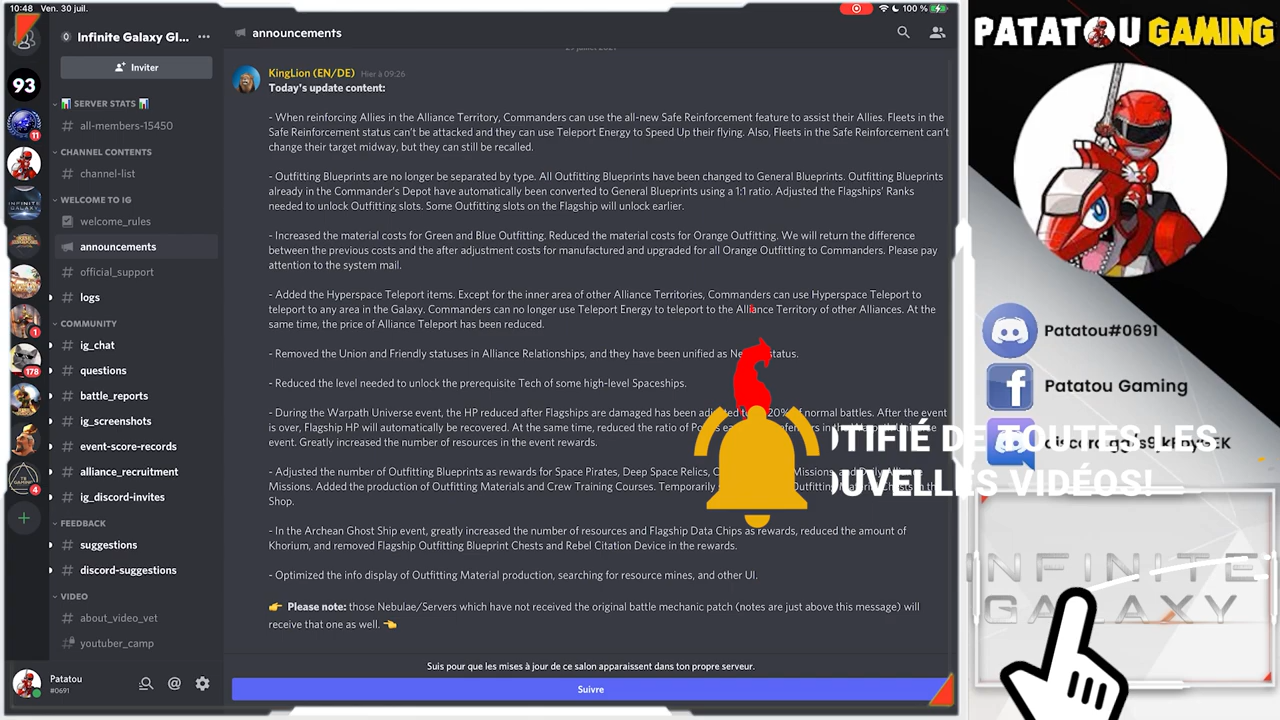 10:48 Ven. 30 juil.
100 %
Infinite Galaxy Gl... ...
Inviter
93
SERVER STATS
# all-members-15450
CHANNEL CONTENTS
# channel-list
WELCOME TO IG
welcome_rules
announcements
# official_support
# logs
COMMUNITY
# ig_chat
# questions
# battle_reports
# ig_screenshots
# event-score-records
# alliance_recruitment
# ig_discord-invites
FEEDBACK
# suggestions
# discord-suggestions
VIDEO
# about_video_vet
youtuber_camp
11
1
178
4
Patatou
#0691
announcements
29 juillet 2021
KingLion (EN/DE) Hier à 09:26
Today's update content:
- When reinforcing Allies in the Alliance Territory, Commanders can use the all-new Safe Reinforcement feature to assist their Allies. Fleets in the
Safe Reinforcement status can't be attacked and they can use Teleport Energy to Speed Up their flying. Also, Fleets in the Safe Reinforcement can't
change their target midway, but they can still be recalled.
- Outfitting Blueprints are no longer be separated by type. All Outfitting Blueprints have been changed to General Blueprints. Outfitting Blueprints
already in the Commander's Depot have automatically been converted to General Blueprints using a 1:1 ratio. Adjusted the Flagships' Ranks
needed to unlock Outfitting slots. Some Outfitting slots on the Flagship will unlock earlier.
- Increased the material costs for Green and Blue Outfitting. Reduced the material costs for Orange Outfitting. We will return the difference
between the previous costs and the after adjustment costs for manufactured and upgraded for all Orange Outfitting to Commanders. Please pay
attention to the system mail.
- Added the Hyperspace Teleport items. Except for the inner area of other Alliance Territories, Commanders can use Hyperspace Teleport to
teleport to any area in the Galaxy. Commanders can no longer use Teleport Energy to teleport to the Alliance Territory of other Alliances. At the
same time, the price of Alliance Teleport has been reduced.
- Removed the Union and Friendly statuses in Alliance Relationships, and they have been unified as Ne status.
- Reduced the level needed to unlock the prerequisite Tech of some high-level Spaceships.
- During the Warpath Universe event, the HP reduced after Flagships are damaged has been adj 20% of normal battles. After the event
is over, Flagship HP will automatically be recovered. At the same time, reduced the ratio of
event. Greatly increased the number of resources in the event rewards.
- Adjusted the number of Outfitting Blueprints as rewards for Space Pirates, Deep Space Relics, Missions, and
Missions. Added the production of Outfitting Materials and Crew Training Courses. Temporarily
Shop.
- In the Archean Ghost Ship event, greatly increased the number of resources and Flagship Data Chips as rewards, reduced the amount of
Khorium, and removed Flagship Outfitting Blueprint Chests and Rebel Citation Device in the rewards.
- Optimized the info display of Outfitting Material production, searching for resource mines, and other UI.
Please note: those Nebulae/Servers which have not received the original battle mechanic patch (notes are just above this message) will
receive that one as well.
Suis pour que les mises à jour de ce salon apparaissent dans ton propre serveur.
Suivre
TIFIÉ DE TOUTES LES
OUVELLES VIDÉOS!
PATATOU GAMING
Patatou#0691
Patatou Gaming
INFINITE
GALAXY